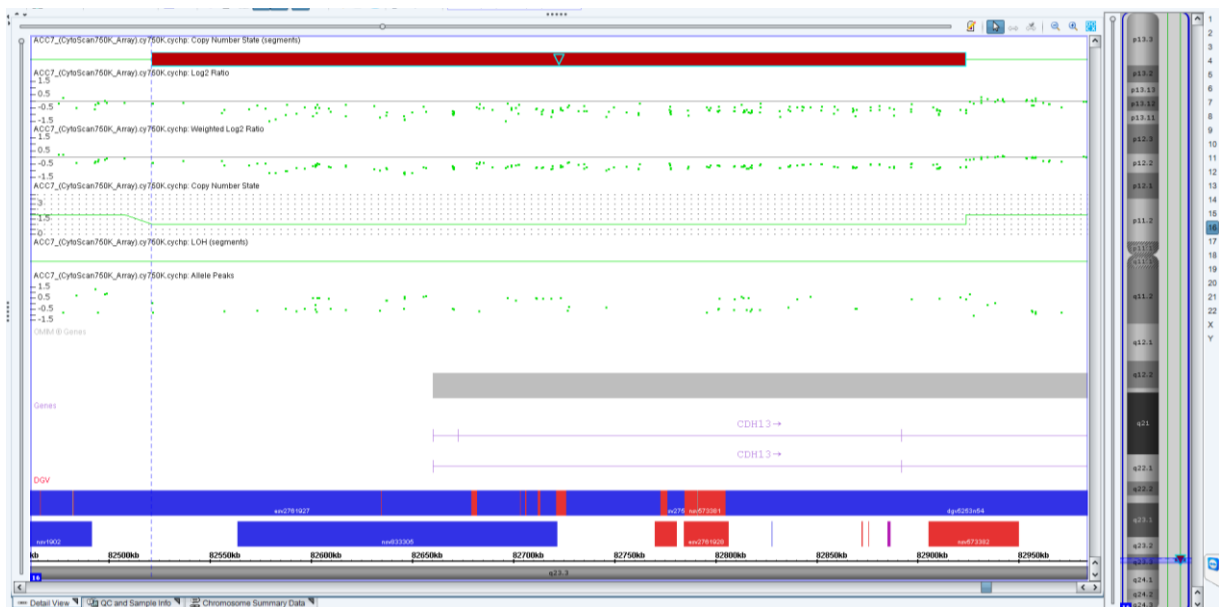 ACC7_(CytoScan750K_Array).cy750K.cychp: Copy Number State (segments)
ACC7_(CytoScan750K_Array).cy750K.cychp: Log2 Ratio
1.5
0.5
-0.5
-1.5
ACC7_(CytoScan750K_Array).cy750K.cychp: Weighted Log2 Ratio
1.5
0.5
-0.5
-1.5
ACC7_(CytoScan750K_Array).cy750K.cychp: Copy Number State
3
1.5
0
ACC7_(CytoScan750K_Array).cy750K.cychp: LOH (segments)
ACC7_(CytoScan750K_Array).cy750K.cychp: Allele Peaks
1.5
0.5
-0.5
-1.5
OMIM ® Genes
Genes
CDH13→
CDH13→
DGV
kb 82500kb 82550kb 82600kb 82650kb 82700kb 82750kb 82800kb 82850kb 82900kb 82950kb
16 q23.3
Detail View QC and Sample Info Chromosome Summary Data
p13.3
p13.2
p13.13
p13.12
p13.11
p12.3
p12.2
p12.1
p11.2
q11.2
q12.1
q12.2
q21
q22.1
q22.2
q23.1
q23.2
q24.1
q24.2
1
2
3
4
5
6
7
8
9
10
11
12
13
14
15
16
17
18
19
20
21
22
X
Y